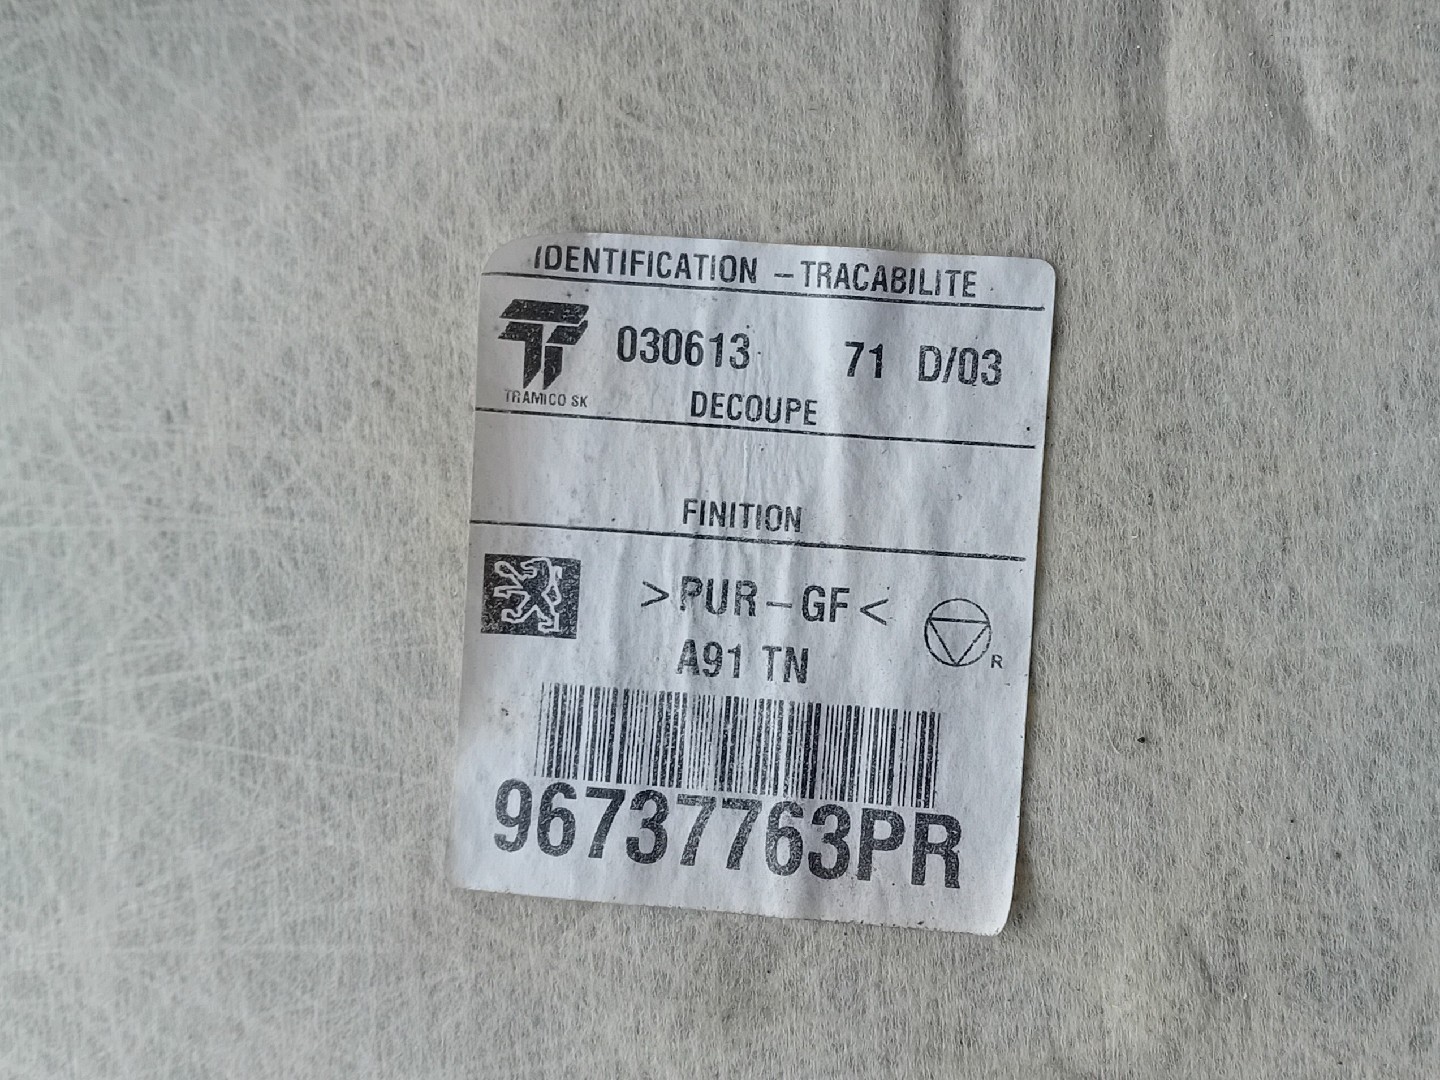 IDENTIFICATION - TRACABILITE
030613 71 D/03
TRAMICO SK
DECOUPE
FINITION
>PUR-GF<
R
A91 TN
96737763PR